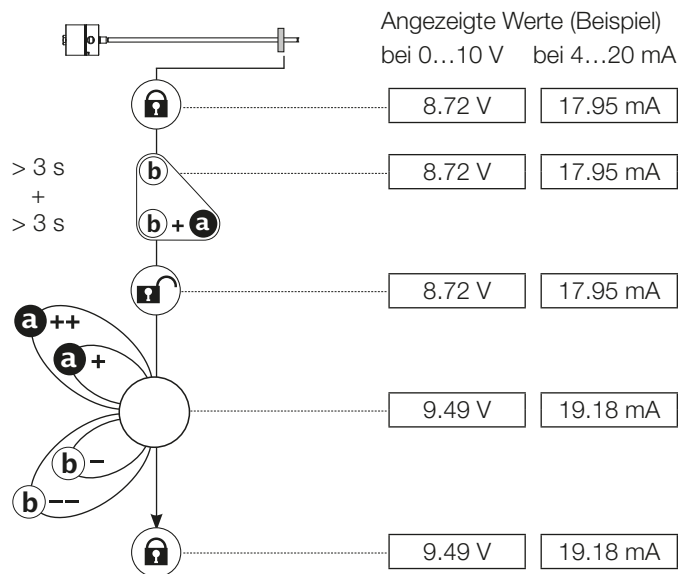 Angezeigte Werte (Beispiel)
bei 0…10 V bei 4…20 mA
8.72 V 17.95 mA
> 3 s
+
> 3 s
b
b + a
8.72 V 17.95 mA
8.72 V 17.95 mA
a ++
a +
9.49 V 19.18 mA
b -
b --
9.49 V 19.18 mA